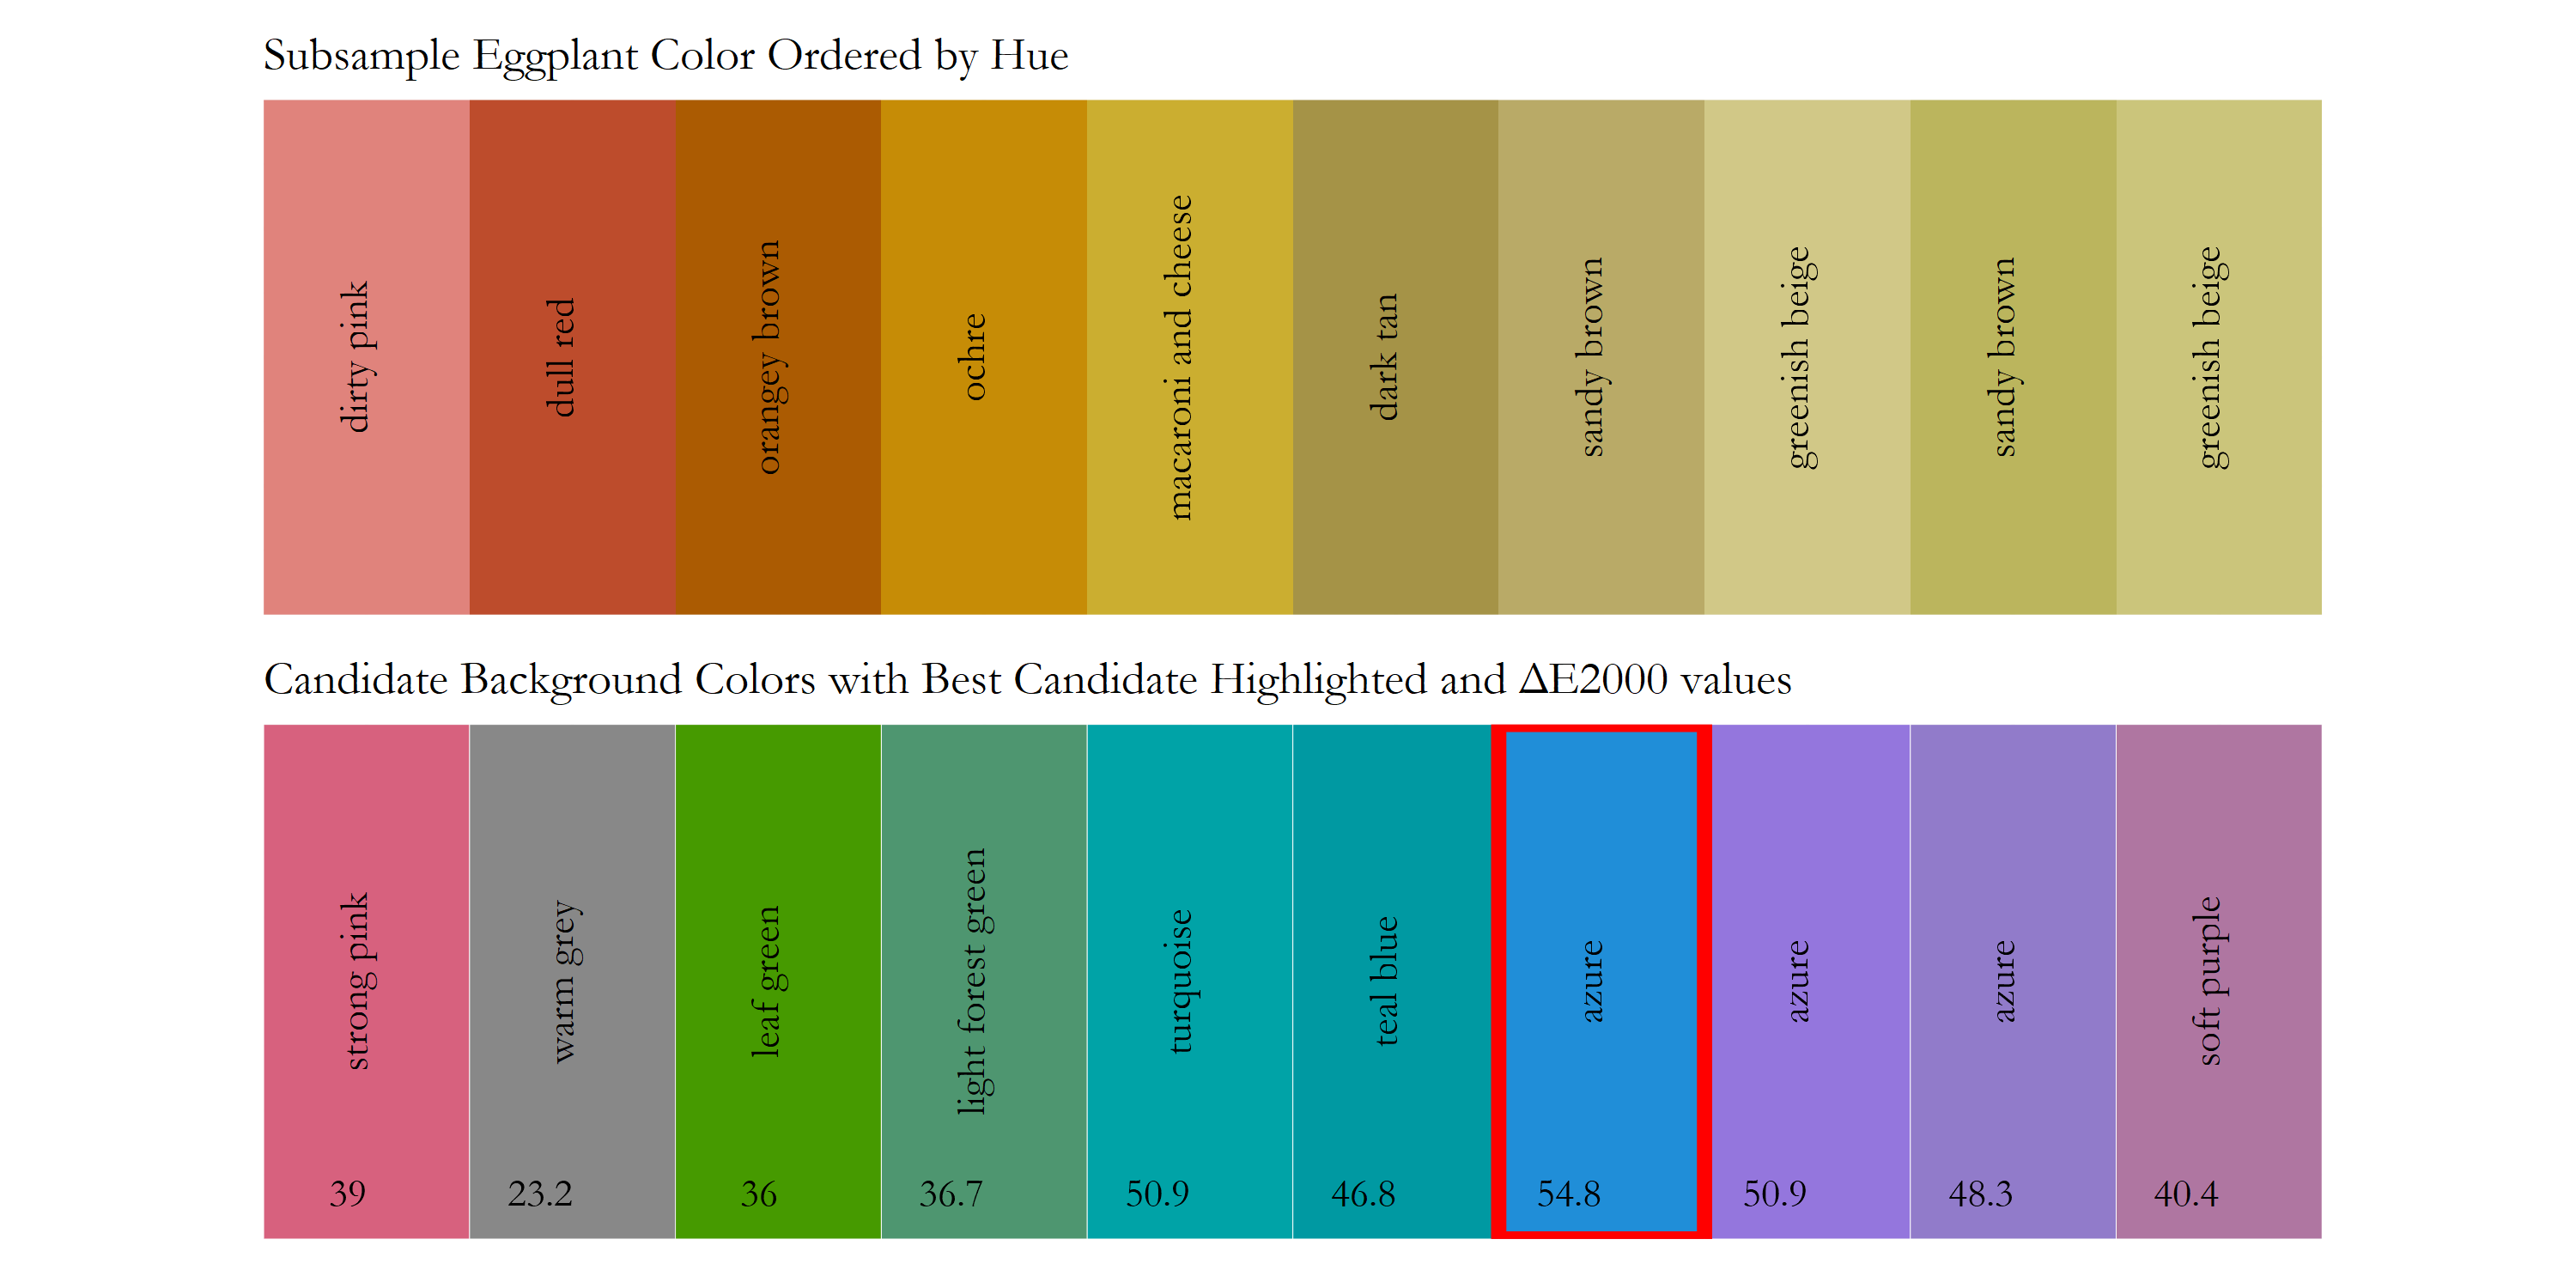 Subsample Eggplant Color Ordered by Hue
dirty pink
dull red
orangey brown
ochre
macaroni and cheese
dark tan
sandy brown
greenish beige
sandy brown
greenish beige
Candidate Background Colors with Best Candidate Highlighted and ΔE2000 values
strong pink
warm grey
leaf green
light forest green
turquoise
teal blue
azure
azure
azure
soft purple
39
23.2
36
36.7
50.9
46.8
54.8
50.9
48.3
40.4